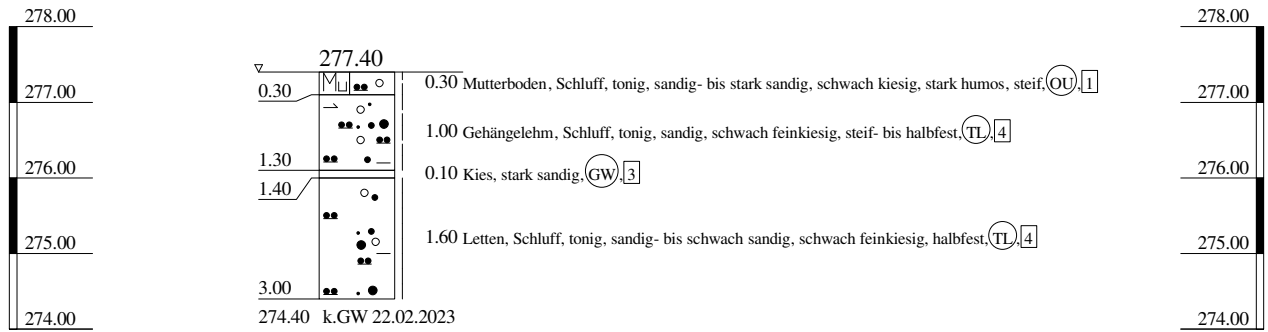 278.00
278.00
277.40
0.30 Mutterboden, Schluff, tonig, sandig- bis stark sandig, schwach kiesig, stark humos, steif, OU, 1
Mu
0.30
277.00
277.00
1.00 Gehängelehm, Schluff, tonig, sandig, schwach feinkiesig, steif- bis halbfest, TL, 4
1.30
276.00
276.00
0.10 Kies, stark sandig, GW, 3
1.40
1.60 Letten, Schluff, tonig, sandig- bis schwach sandig, schwach feinkiesig, halbfest, TL, 4
275.00
275.00
3.00
274.40 k.GW 22.02.2023
274.00
274.00